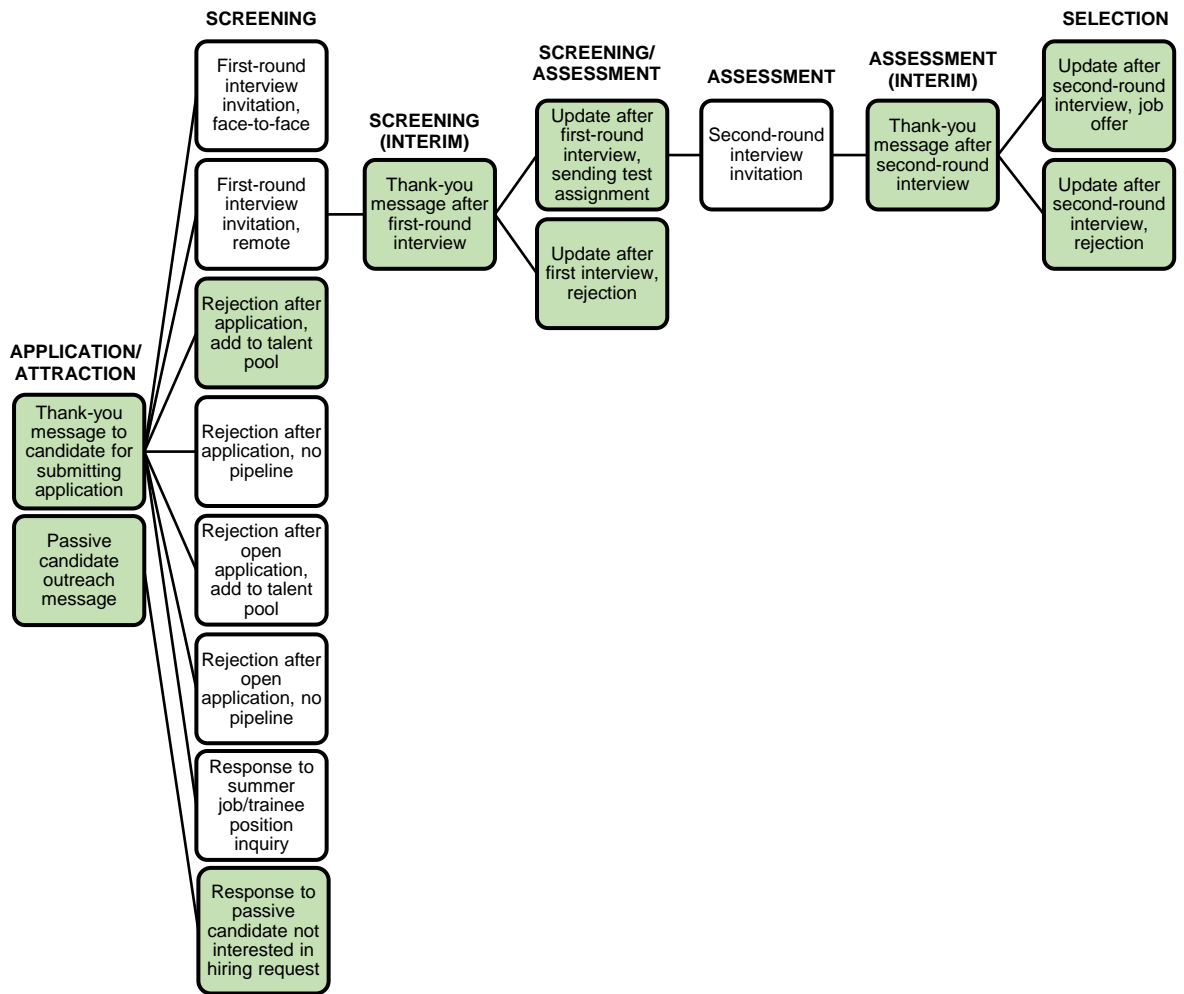 APPLICATION/
ATTRACTION
Thank-you
message to
candidate for
submitting
application
Passive
candidate
outreach
message
SCREENING
First-round
interview
invitation,
face-to-face
First-round
interview
invitation,
remote
Rejection after
application,
add to talent
pool
Rejection after
application, no
pipeline
Rejection after
open
application,
add to talent
pool
Rejection after
open
application, no
pipeline
Response to
summer
job/trainee
position
inquiry
Response to
passive
candidate not
interested in
hiring request
SCREENING
(INTERIM)
Thank-you
message after
first-round
interview
SCREENING/
ASSESSMENT
Update after
first-round
interview,
sending test
assignment
Update after
first interview,
rejection
ASSESSMENT
Second-round
interview
invitation
ASSESSMENT
(INTERIM)
Thank-you
message after
second-round
interview
SELECTION
Update after
second-round
interview, job
offer
Update after
second-round
interview,
rejection